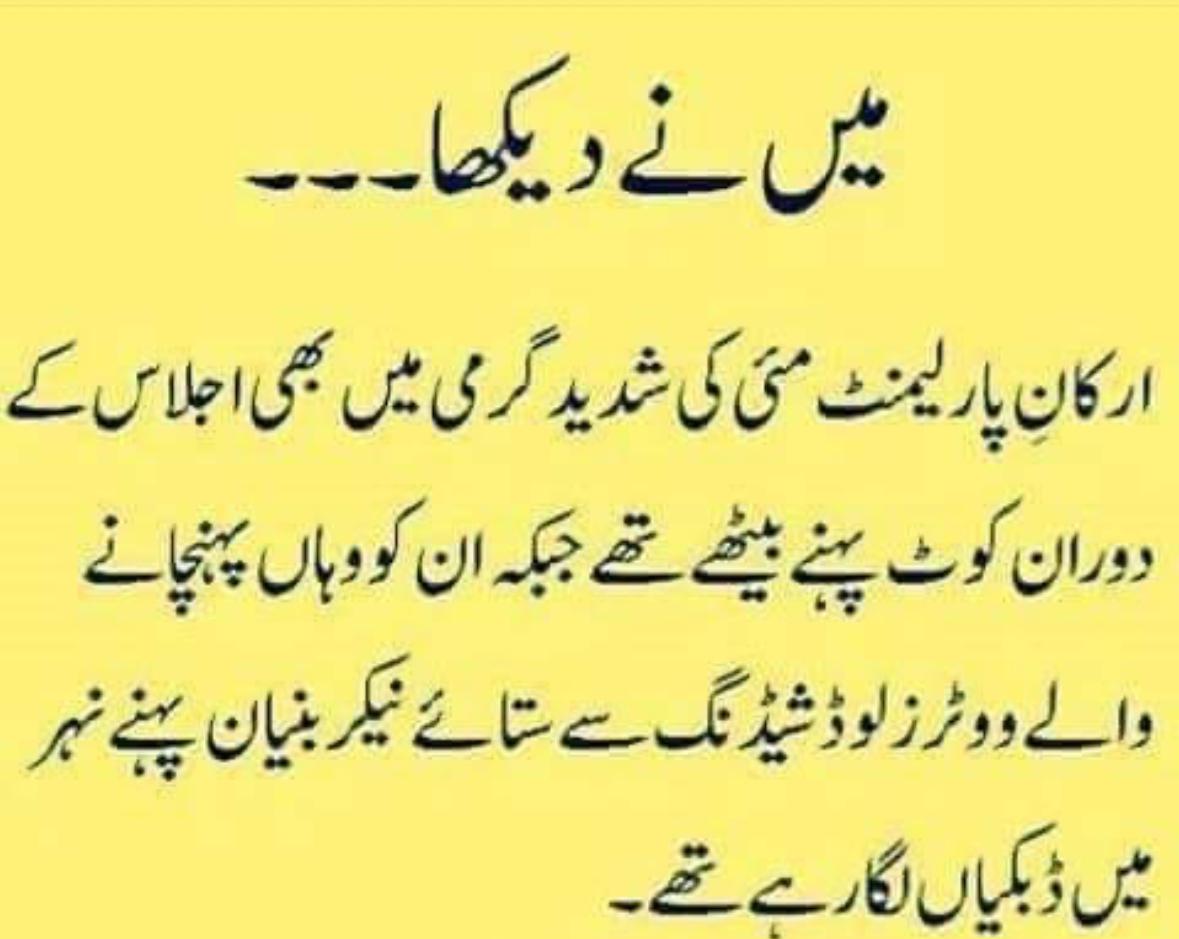 میں نے دیکھا۔۔۔
ارکانِ پارلیمنٹ مئی کی شدید گرمی میں بھی اجلاس کے
دوران کوٹ پہنے بیٹھے تھے جبکہ ان کو وہاں پہنچانے
والے ووٹرز لوڈشیڈنگ سے ستائے نیکر بنیان پہنے نہر
میں ڈبکیاں لگا رہے تھے۔